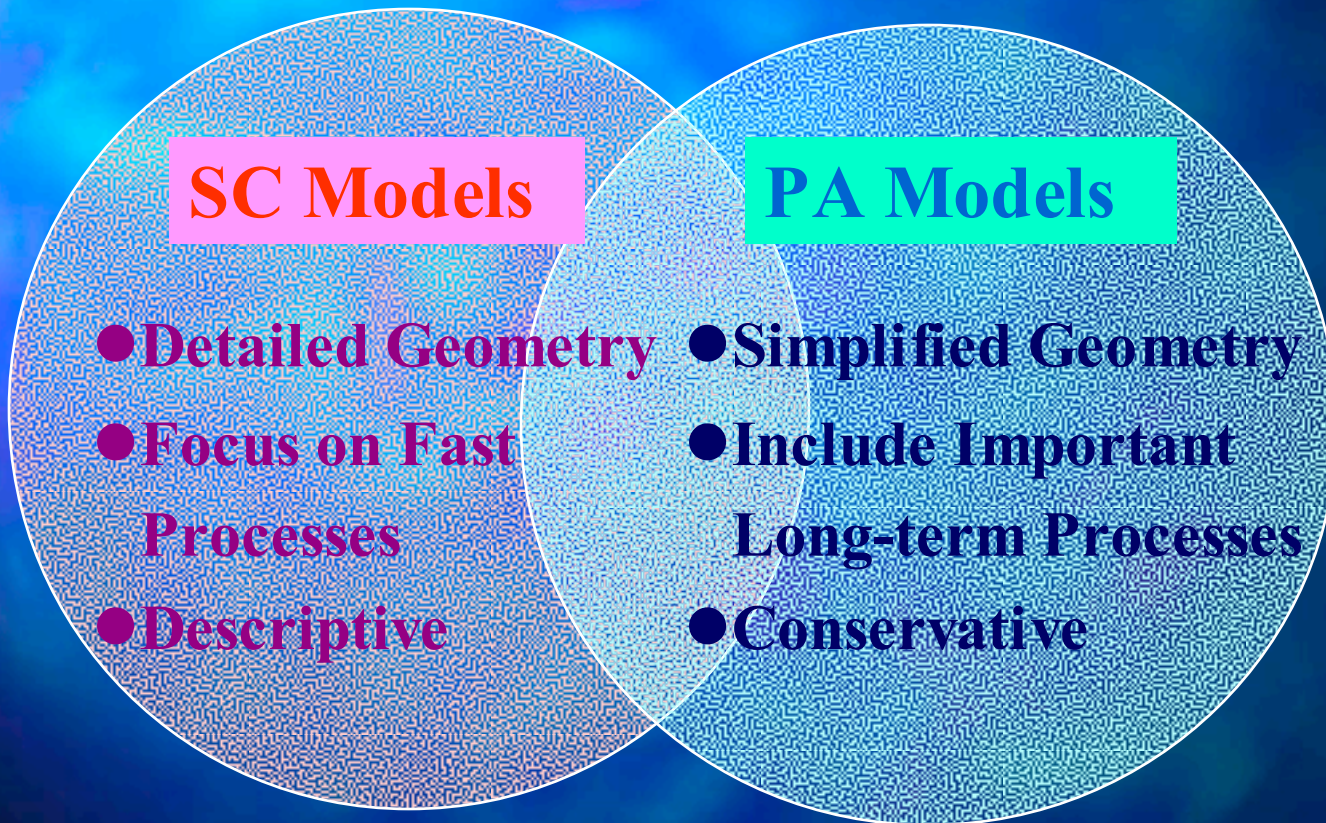 SC Models
●Detailed Geometry
●Focus on Fast
Processes
●Descriptive
PA Models
●Simplified Geometry
●Include Important
Long-term Processes
●Conservative